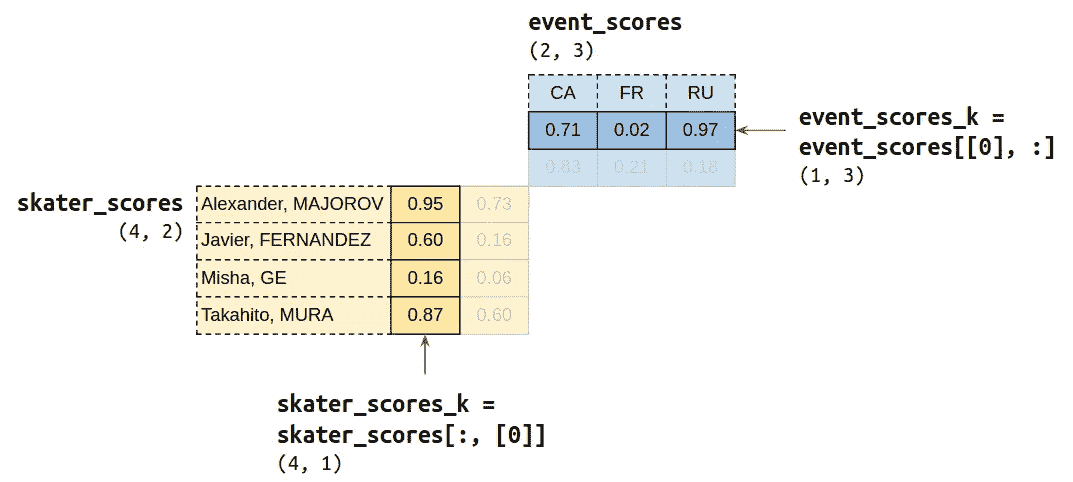 event_scores
(2, 3)
CA FR RU
0.71 0.02 0.97
0.83 0.21 0.18
event_scores_k =
event_scores[[0], :]
(1, 3)
skater_scores
(4, 2)
Alexander, MAJOROV 0.95 0.73
Javier, FERNANDEZ 0.60 0.16
Misha, GE 0.16 0.06
Takahito, MURA 0.87 0.60
skater_scores_k =
skater_scores[:, [0]]
(4, 1)